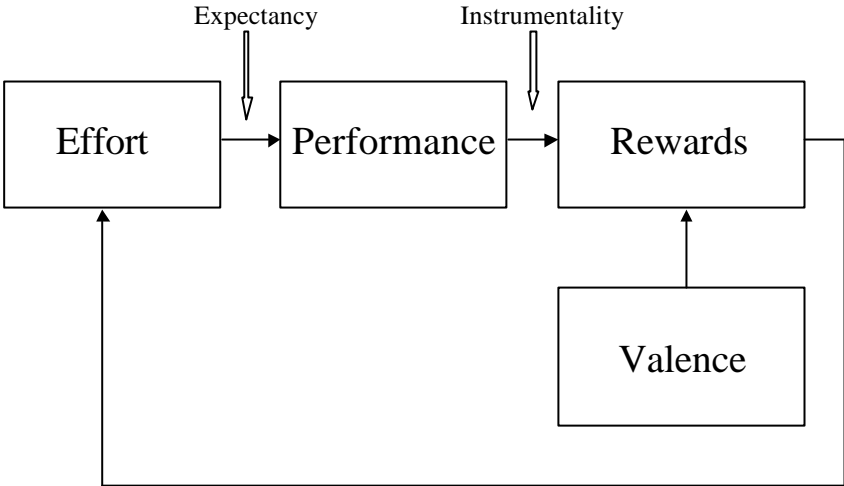 Expectancy
Instrumentality
Effort
Performance
Rewards
Valence